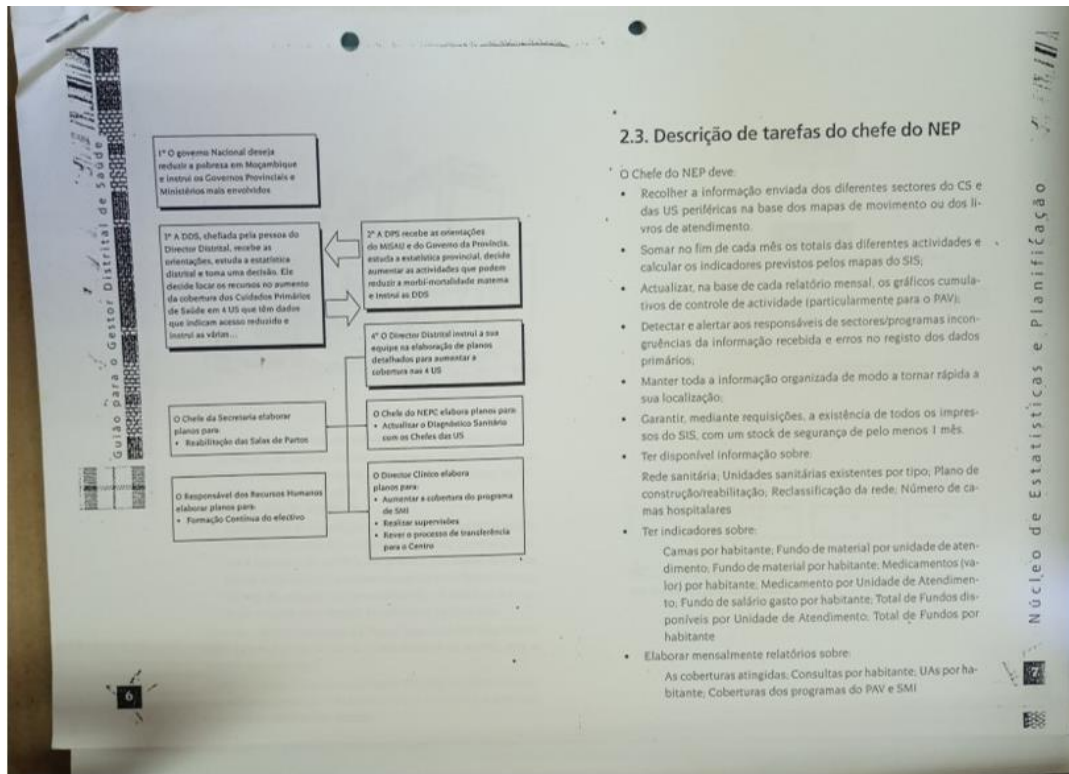 Guião para o Gestor Distrital de Saúde
1º O governo Nacional deseja
reduzir a pobreza em Moçambique
e instrui os Governos Provinciais e
Ministérios mais envolvidos
2º A DPS recebe as orientações
do MISAU e do Governo da Província,
estuda a estatística provincial, decide
aumentar as actividades que podem
reduzir a morbi-mortalidade materna
e instrui as DDS
3º A DDS, chefiada pela pessoa do
Director Distrital, recebe as
orientações, estuda a estatística
distrital e toma uma decisão. Ele
decide focar os recursos no aumento
da cobertura dos Cuidados Primários
de Saúde em 4 US que têm dados
que indicam acesso reduzido e
instrui as várias...
4º O Director Distrital instrui a sua
equipe na elaboração de planos
detalhados para aumentar a
cobertura nas 4 US
O Chefe da Secretaria elaborar
planos para:
• Reabilitação das Salas de Partos
O Chefe do NEPC elabora planos para:
• Actualizar o Diagnóstico Sanitário
com os Chefes das US
O Responsável dos Recursos Humanos
elaborar planos para:
• Formação Contínua do efectivo
O Director Clínico elabora
planos para:
• Aumentar a cobertura do programa
de SMI
• Realizar supervisões
• Rever o processo de transferência
para o Centro
6
2.3. Descrição de tarefas do chefe do NEP
O Chefe do NEP deve:
• Recolher a informação enviada dos diferentes sectores do CS e
das US periféricas na base dos mapas de movimento ou dos li-
vros de atendimento.
• Somar no fim de cada mês os totais das diferentes actividades e
calcular os indicadores previstos pelos mapas do SIS;
• Actualizar, na base de cada relatório mensal, os gráficos cumula-
tivos de controle de actividade (particularmente para o PAV);
• Detectar e alertar aos responsáveis de sectores/programas incon-
gruências da informação recebida e erros no registo dos dados
primários;
• Manter toda a informação organizada de modo a tornar rápida a
sua localização;
• Garantir, mediante requisições, a existência de todos os impres-
sos do SIS, com um stock de segurança de pelo menos 1 mês.
• Ter disponível informação sobre:
Rede sanitária; Unidades sanitárias existentes por tipo; Plano de
construção/reabilitação; Reclassificação da rede; Número de ca-
mas hospitalares
• Ter indicadores sobre:
Camas por habitante; Fundo de material por unidade de aten-
dimento; Fundo de material por habitante; Medicamentos (va-
lor) por habitante; Medicamento por Unidade de Atendimen-
to; Fundo de salário gasto por habitante; Total de Fundos dis-
poníveis por Unidade de Atendimento; Total de Fundos por
habitante
• Elaborar mensalmente relatórios sobre:
As coberturas atingidas; Consultas por habitante; UAs por ha-
bitante; Coberturas dos programas do PAV e SMI
Núcleo de Estatísticas e Planificação
7